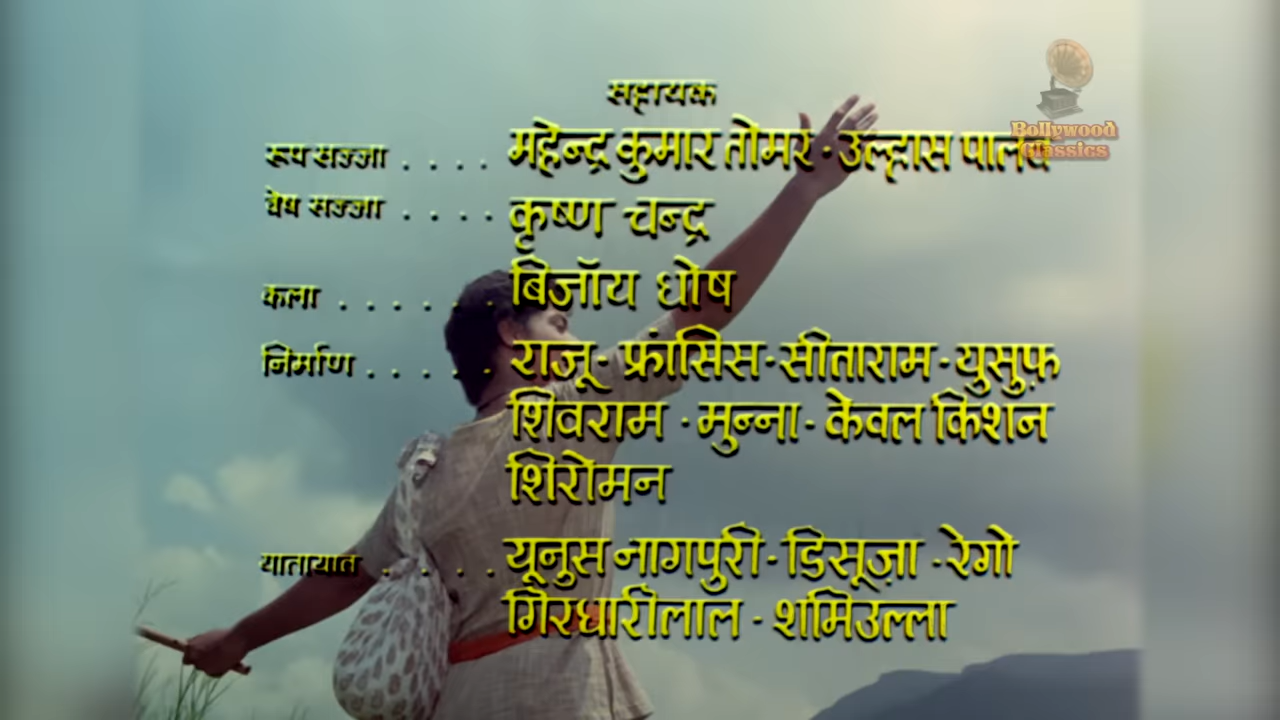 सहायक
रूप सज्जा . . . . महेन्द्र कुमार तोमर · उल्हास पालव
वेष सज्जा . . . . कृष्ण चन्द्र
कला . . . . . . बिजॉय घोष
निर्माण . . . . . राजू - फ्रांसिस - सीताराम - युसुफ़
शिवराम · मुन्ना - केवल किशन
शिरोमन
यातायात . . . . . यूनुस नागपुरी - डिसूज़ा - रेगो
गिरधारीलाल - शमिउल्ला
Bollywood
Classics